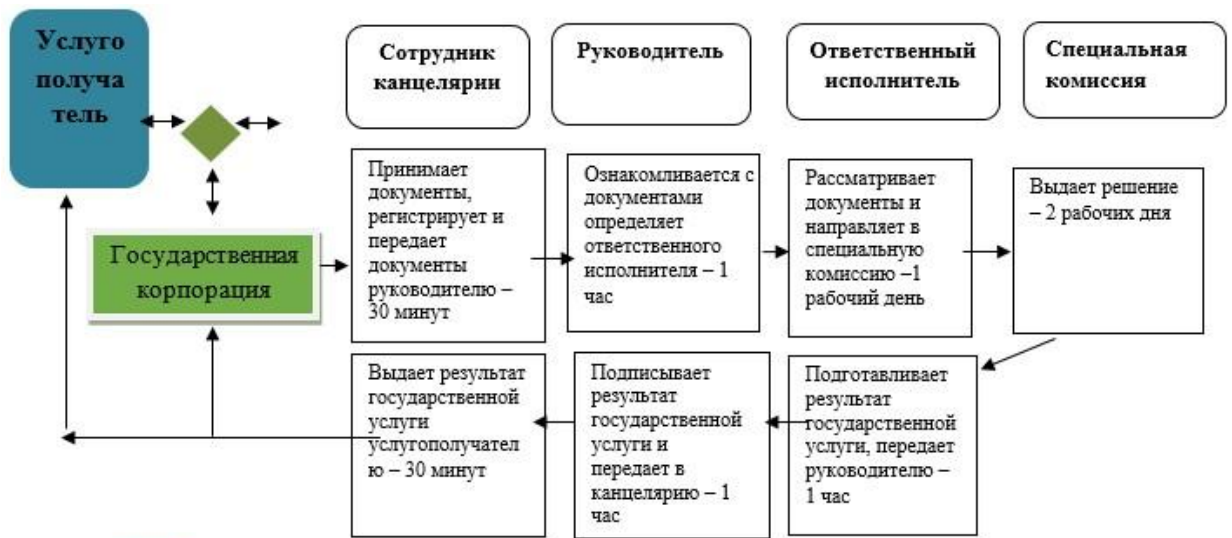 Услуго
получа
тель
Сотрудник
канцелярии
Руководитель
Ответственный
исполнитель
Специальная
комиссия
Государственная
корпорация
Принимает
документы,
регистрирует и
передает
документы
руководителю –
30 минут
Ознакомливается с
документами
определяет
ответственного
исполнителя – 1
час
Рассматривает
документы и
направляет в
специальную
комиссию –1
рабочий день
Выдает решение
– 2 рабочих дня
Выдает результат
государственной
услуги
услугополучател
ю – 30 минут
Подписывает
результат
государственной
услуги и
передает в
канцелярию – 1
час
Подготавливает
результат
государственной
услуги, передает
руководителю –
1 час